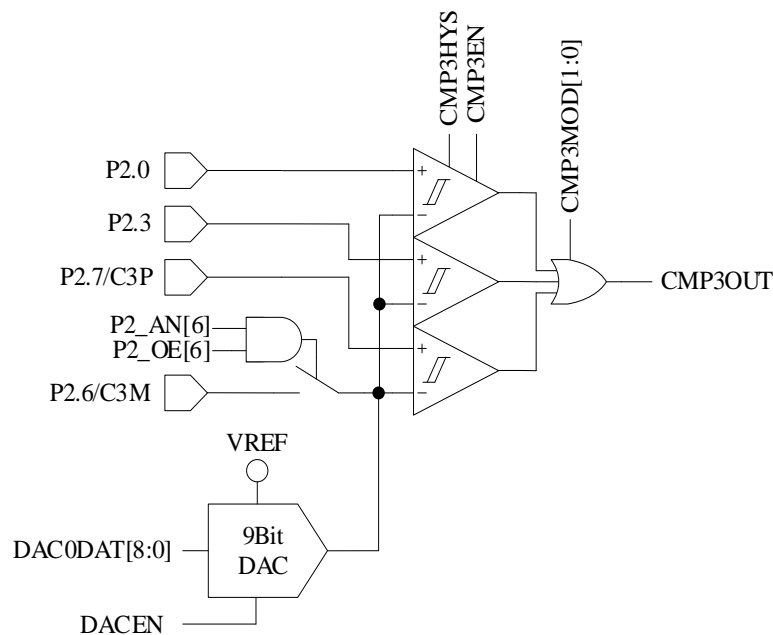 CMP3HYS
CMP3EN
CMP3MOD[1:0]
P2.0
+
−
P2.3
+
−
P2.7/C3P
CMP3OUT
P2_AN[6]
P2_OE[6]
+
−
P2.6/C3M
VREF
DAC0DAT[8:0]
9Bit
DAC
DACEN